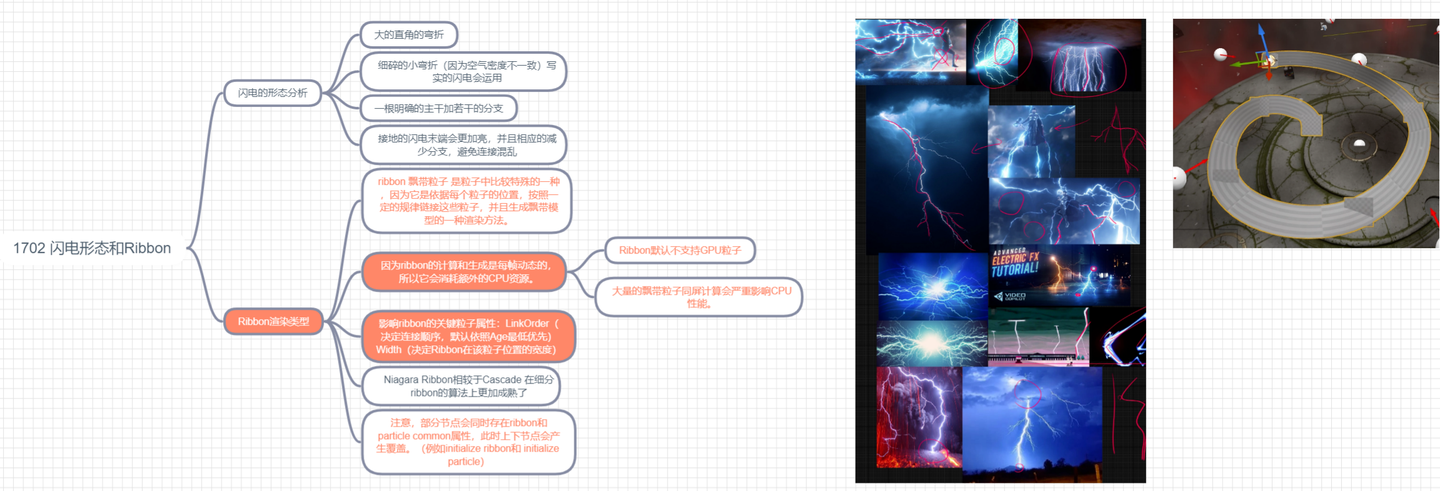 1702 闪电形态和Ribbon
闪电的形态分析
大的直角的弯折
细碎的小弯折（因为空气密度不一致）写
实的闪电会运用
一根明确的主干加若干的分支
接地的闪电末端会更加亮，并且相应的减
少分支，避免连接混乱
Ribbon渲染类型
ribbon 飘带粒子 是粒子中比较特殊的一种
，因为它是依据每个粒子的位置，按照一
定的规律链接这些粒子，并且生成飘带模
型的一种渲染方法。
因为ribbon的计算和生成是每帧动态的，
所以它会消耗额外的CPU资源。
Ribbon默认不支持GPU粒子
大量的飘带粒子同屏计算会严重影响CPU
性能。
影响ribbon的关键粒子属性：LinkOrder（
决定连接顺序，默认依照Age最低优先）
Width（决定Ribbon在该粒子位置的宽度）
Niagara Ribbon相较于Cascade 在细分
ribbon的算法上更加成熟了
注意，部分节点会同时存在ribbon和
particle common属性，此时上下节点会产
生覆盖。（例如initialize ribbon和 initialize
particle）
ADVANCED
ELECTRIC FX
TUTORIAL!
VIDEO
COPILOT